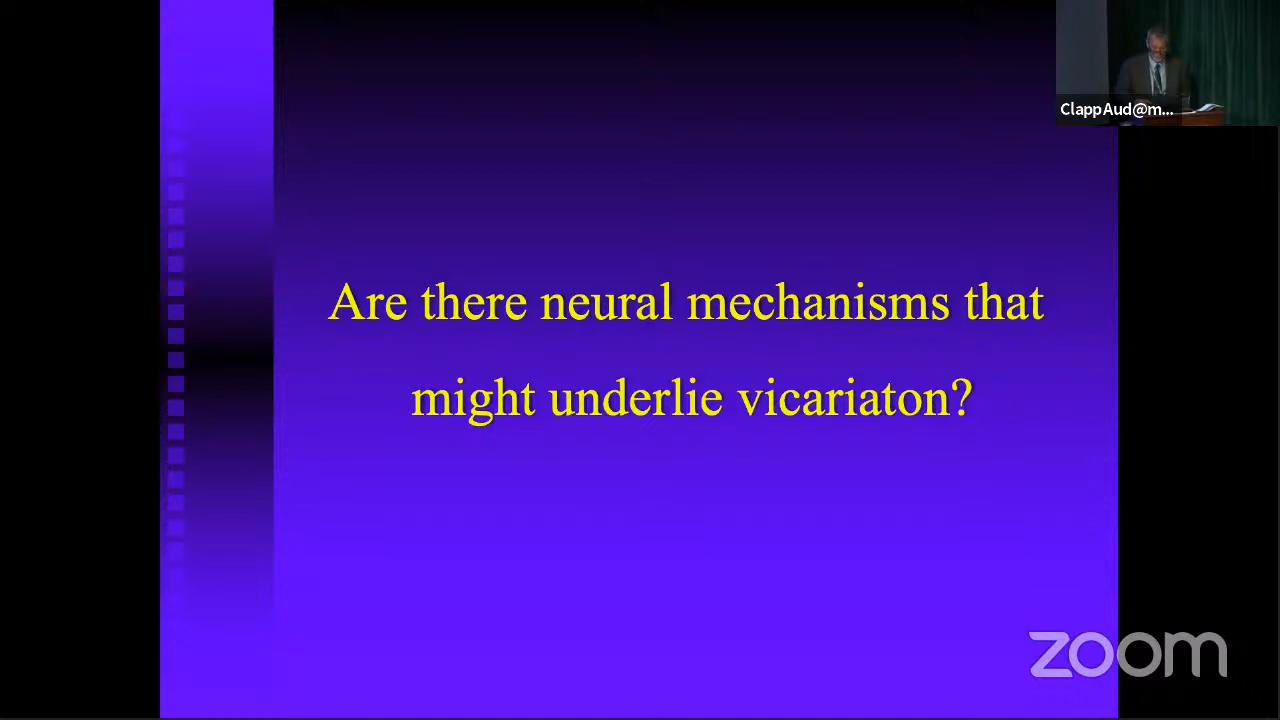 ClappAud@m...
Are there neural mechanisms that
might underlie vicariaton?
zoom